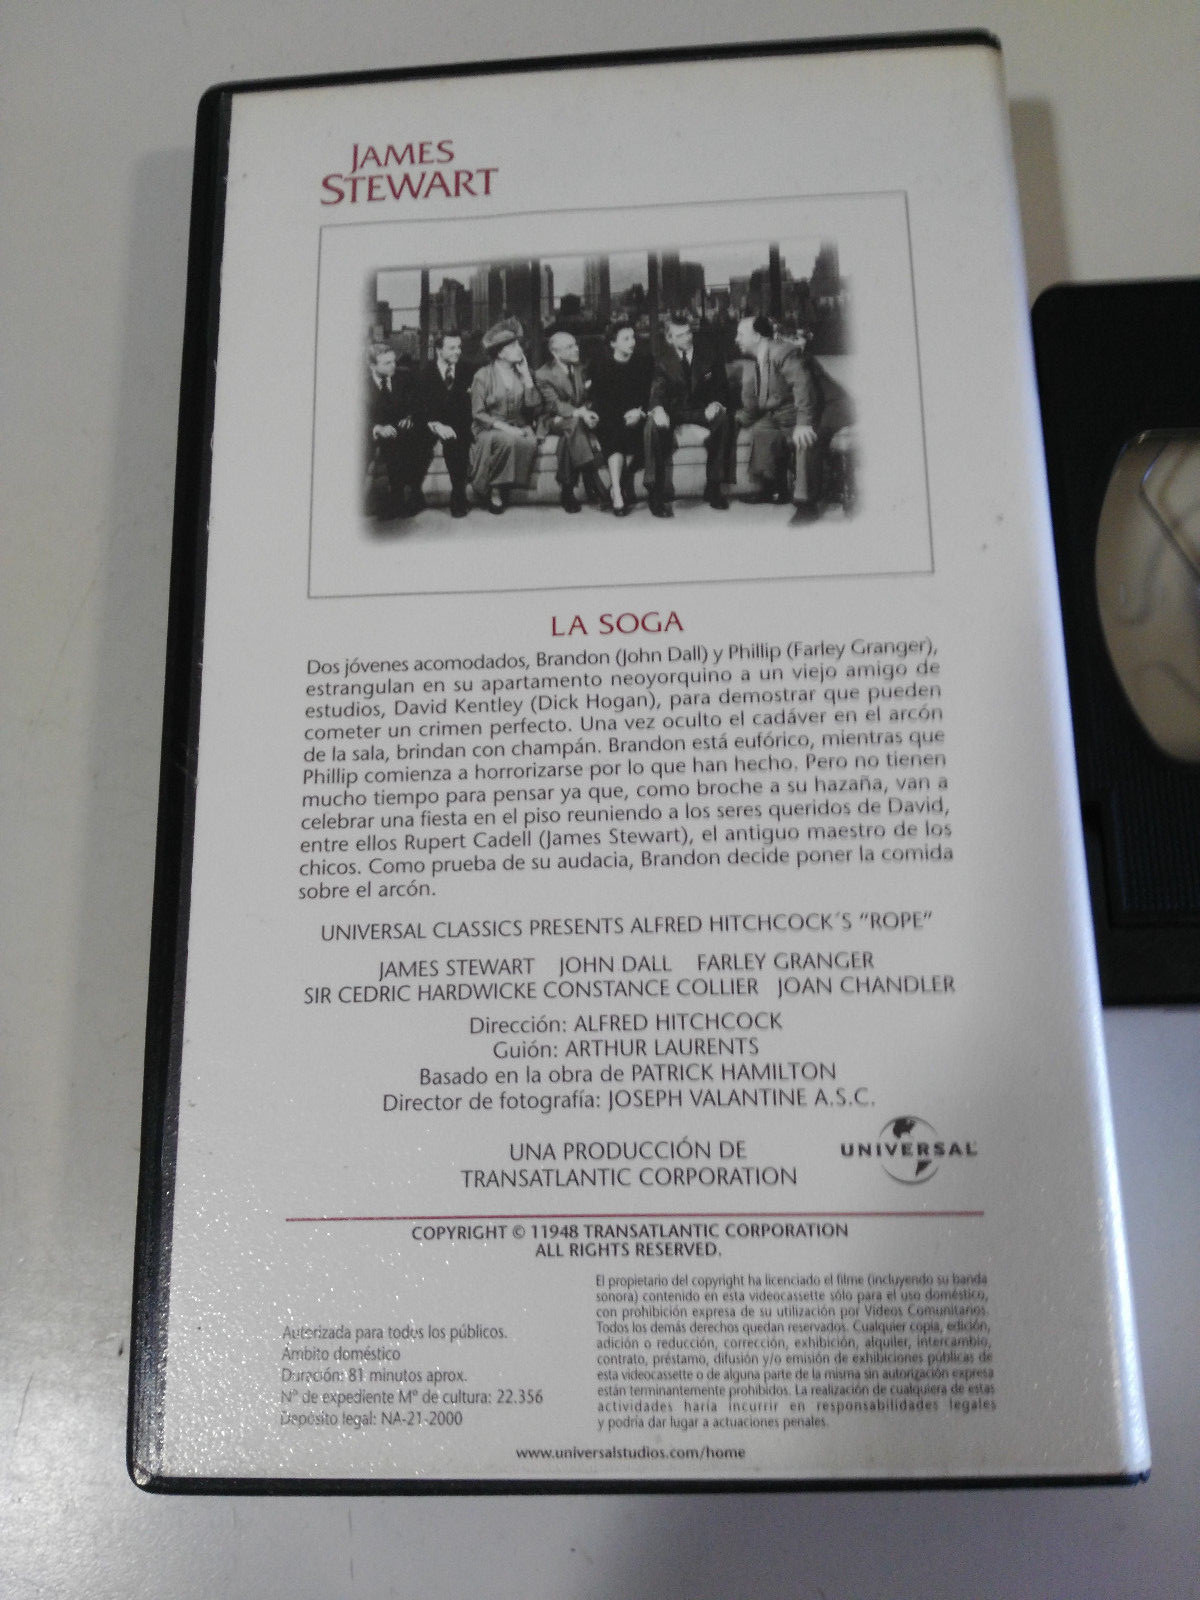 JAMES
STEWART
LA SOGA
Dos jóvenes acomodados, Brandon (John Dall) y Phillip (Farley Granger),
estrangulan en su apartamento neoyorquino a un viejo amigo de
estudios, David Kentley (Dick Hogan), para demostrar que pueden
cometer un crimen perfecto. Una vez oculto el cadáver en el arcón
de la sala, brindan con champán. Brandon está eufórico, mientras que
Phillip comienza a horrorizarse por lo que han hecho. Pero no tienen
mucho tiempo para pensar ya que, como broche a su hazaña, van a
celebrar una fiesta en el piso reuniendo a los seres queridos de David,
entre ellos Rupert Cadell (James Stewart), el antiguo maestro de los
chicos. Como prueba de su audacia, Brandon decide poner la comida
sobre el arcón.
UNIVERSAL CLASSICS PRESENTS ALFRED HITCHCOCK´S "ROPE"
JAMES STEWART JOHN DALL FARLEY GRANGER
SIR CEDRIC HARDWICKE CONSTANCE COLLIER JOAN CHANDLER
Dirección: ALFRED HITCHCOCK
Guión: ARTHUR LAURENTS
Basado en la obra de PATRICK HAMILTON
Director de fotografía: JOSEPH VALANTINE A.S.C.
UNA PRODUCCIÓN DE
TRANSATLANTIC CORPORATION
UNIVERSAL
COPYRIGHT © 11948 TRANSATLANTIC CORPORATION
ALL RIGHTS RESERVED.
Autorizada para todos los públicos.
Ámbito doméstico
Duración: 81 minutos aprox.
Nº de expediente Mº de cultura: 22.356
Depósito legal: NA-21-2000
El propietario del copyright ha licenciado el filme (incluyendo su banda
sonora) contenido en esta videocassette sólo para el uso doméstico,
con prohibición expresa de su utilización por Vídeos Comunitarios.
Todos los demás derechos quedan reservados. Cualquier copia, edición,
adición o reducción, corrección, exhibición, alquiler, intercambio,
contrato, préstamo, difusión y/o emisión de exhibiciones públicas de
esta videocassette o de alguna parte de la misma sin autorización expresa
están terminantemente prohibidos. La realización de cualquiera de estas
actividades haría incurrir en responsabilidades legales
y podría dar lugar a actuaciones penales.
www.universalstudios.com/home